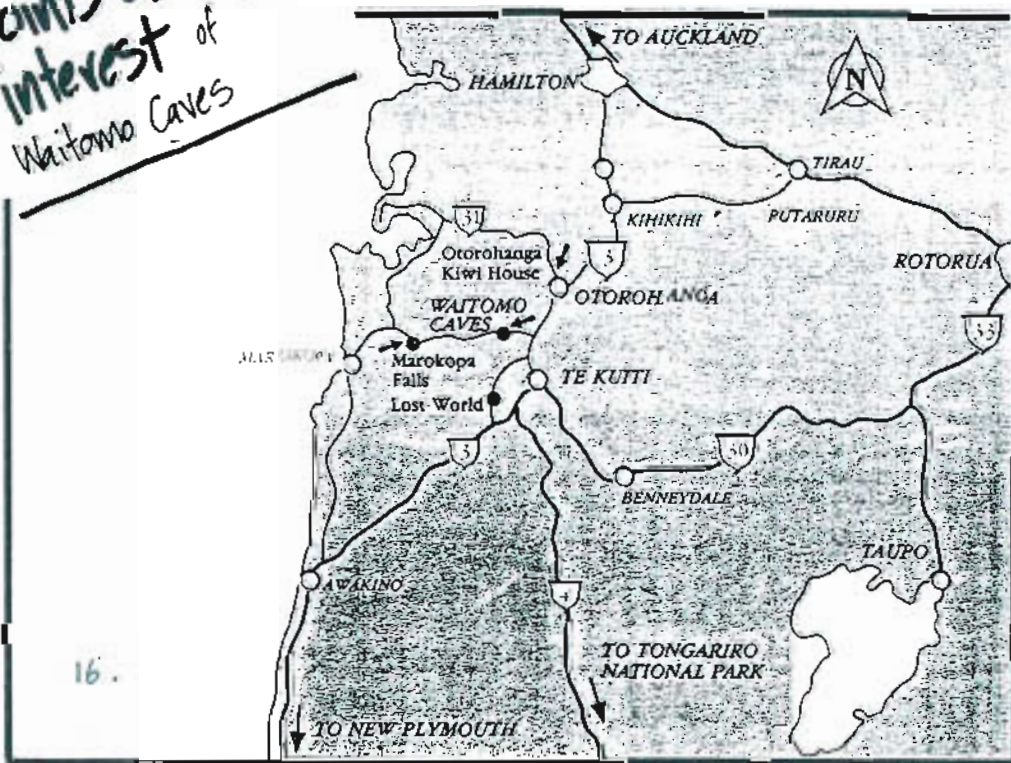 interest of
Waitomo Caves
TO AUCKLAND
HAMILTON
N
TIRAU
KIHIKIHI
PUTARURU
31
3
ROTORUA
Otorohanga
Kiwi House
OTOROHANGA
WAITOMO
CAVES
33
Marokopa
Falls
TE KUITI
Lost World
3
30
BENNEYDALE
TAUPO
AWAKINO
4
16.
TO TONGARIRO
NATIONAL PARK
TO NEW PLYMOUTH